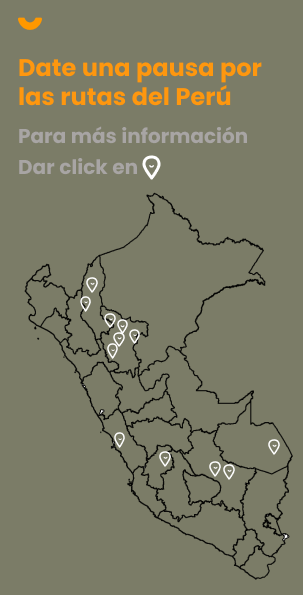 Date una pausa por
las rutas del Perú
Para más información
Dar click en